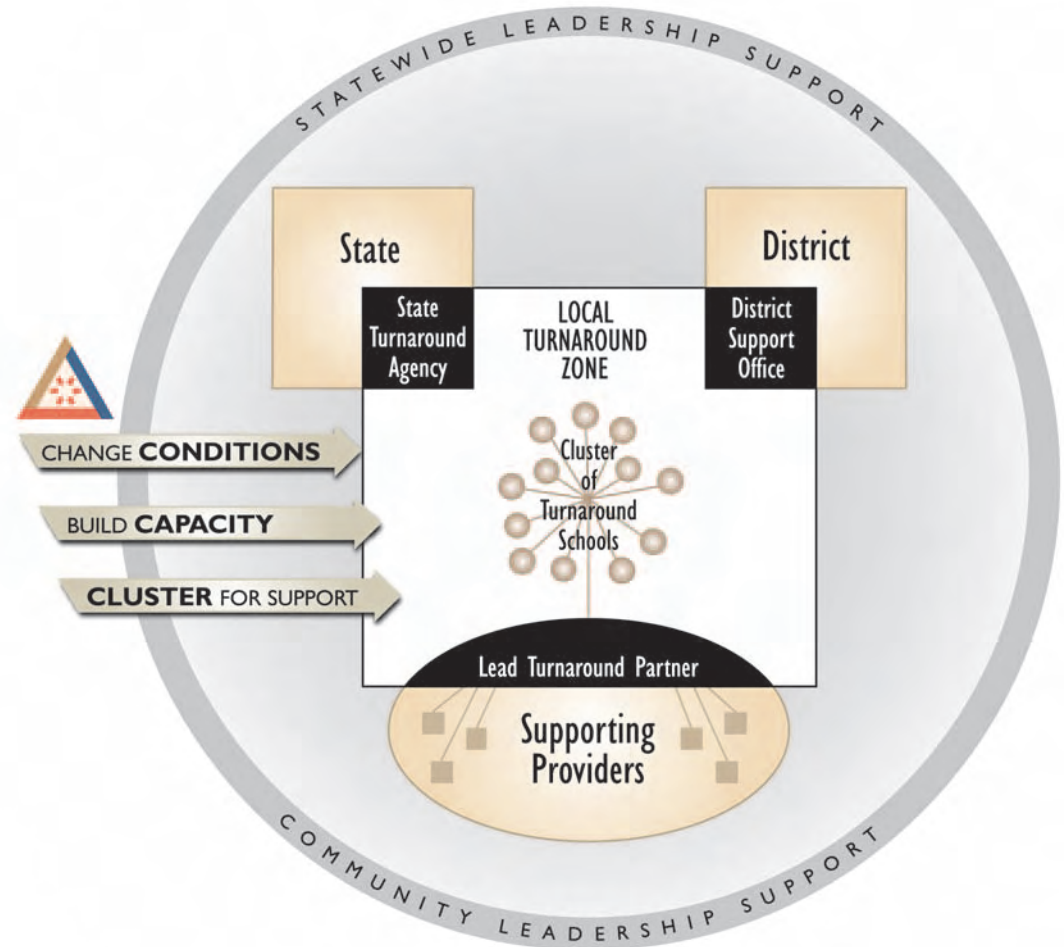 STATEWIDE LEADERSHIP SUPPORT
State
District
State
Turnaround
Agency
LOCAL
TURNAROUND
ZONE
District
Support
Office
CHANGE CONDITIONS
BUILD CAPACITY
CLUSTER FOR SUPPORT
Cluster
of
Turnaround
Schools
Lead Turnaround Partner
Supporting
Providers
COMMUNITY LEADERSHIP SUPPORT